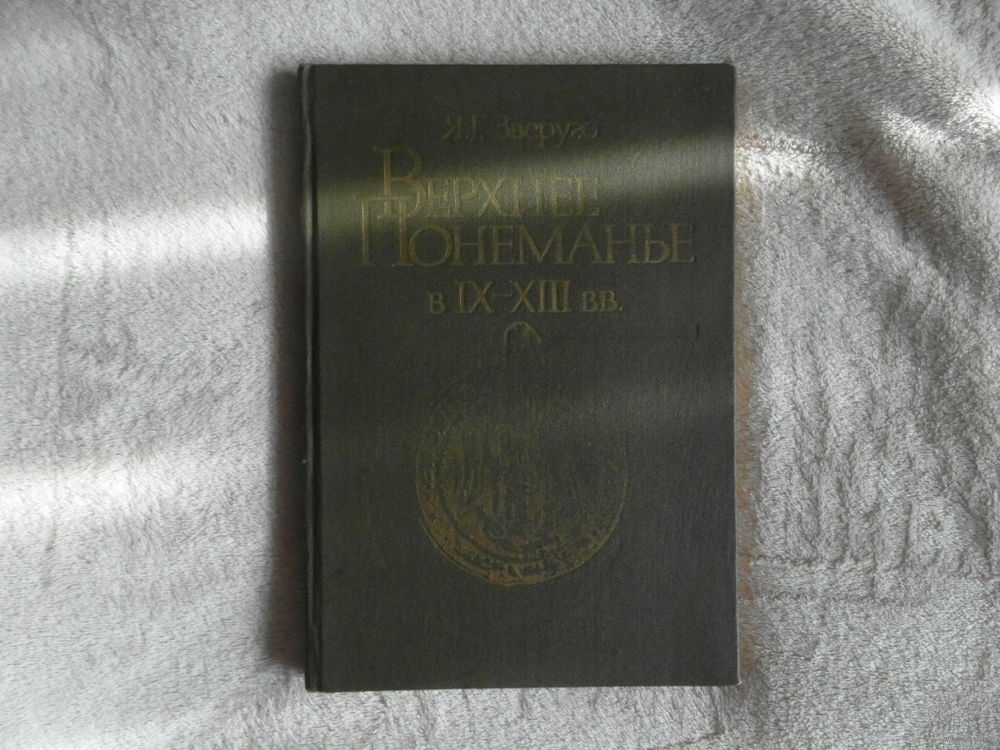 Я.Г. Зверуго
Верхнее
Понеманье
в IX–XIII вв.